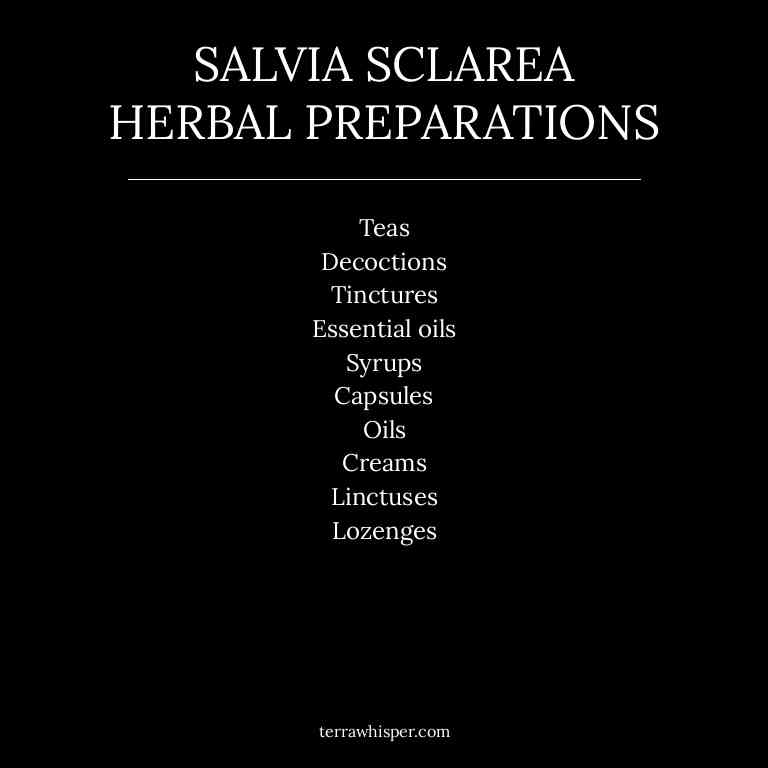 SALVIA SCLAREA
HERBAL PREPARATIONS
Teas
Decoctions
Tinctures
Essential oils
Syrups
Capsules
Oils
Creams
Linctuses
Lozenges
terrawhisper.com